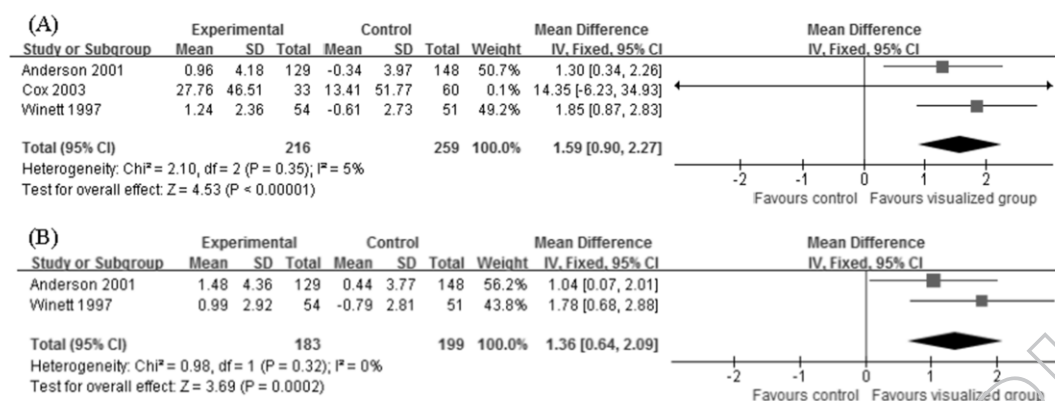 (A)
Experimental Control Mean Difference Mean Difference
Study or Subgroup Mean SD Total Mean SD Total Weight IV, Fixed, 95% CI IV, Fixed, 95% CI
Anderson 2001 0.96 4.18 129 -0.34 3.97 148 50.7% 1.30 [0.34, 2.26]
Cox 2003 27.76 46.51 33 13.41 51.77 60 0.1% 14.35 [-6.23, 34.93]
Winett 1997 1.24 2.36 54 -0.61 2.73 51 49.2% 1.85 [0.87, 2.83]
Total (95% CI) 216 259 100.0% 1.59 [0.90, 2.27]
Heterogeneity: Chi² = 2.10, df = 2 (P = 0.35); I² = 5%
Test for overall effect: Z = 4.53 (P < 0.00001)
-2 -1 0 1 2
Favours control Favours visualized group
(B)
Experimental Control Mean Difference Mean Difference
Study or Subgroup Mean SD Total Mean SD Total Weight IV, Fixed, 95% CI IV, Fixed, 95% CI
Anderson 2001 1.48 4.36 129 0.44 3.77 148 56.2% 1.04 [0.07, 2.01]
Winett 1997 0.99 2.92 54 -0.79 2.81 51 43.8% 1.78 [0.68, 2.88]
Total (95% CI) 183 199 100.0% 1.36 [0.64, 2.09]
Heterogeneity: Chi² = 0.98, df = 1 (P = 0.32); I² = 0%
Test for overall effect: Z = 3.69 (P = 0.0002)
-2 -1 0 1 2
Favours control Favours visualized group